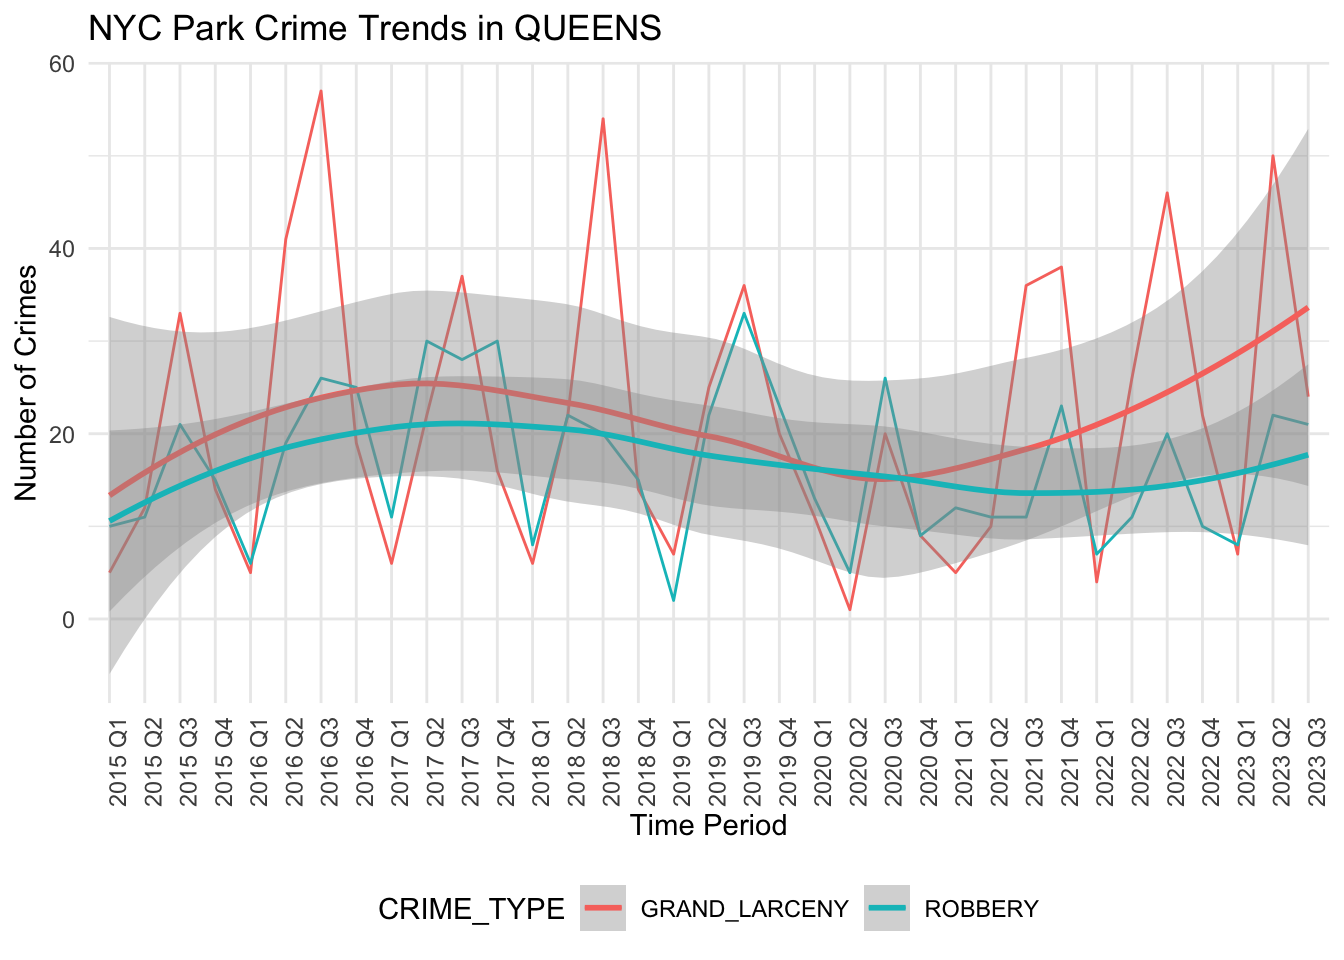 NYC Park Crime Trends in QUEENS
60
40
20
0
Number of Crimes
2015 Q1
2015 Q2
2015 Q3
2015 Q4
2016 Q1
2016 Q2
2016 Q3
2016 Q4
2017 Q1
2017 Q2
2017 Q3
2017 Q4
2018 Q1
2018 Q2
2018 Q3
2018 Q4
2019 Q1
2019 Q2
2019 Q3
2019 Q4
2020 Q1
2020 Q2
2020 Q3
2020 Q4
2021 Q1
2021 Q2
2021 Q3
2021 Q4
2022 Q1
2022 Q2
2022 Q3
2022 Q4
2023 Q1
2023 Q2
2023 Q3
Time Period
CRIME_TYPE GRAND_LARCENY ROBBERY